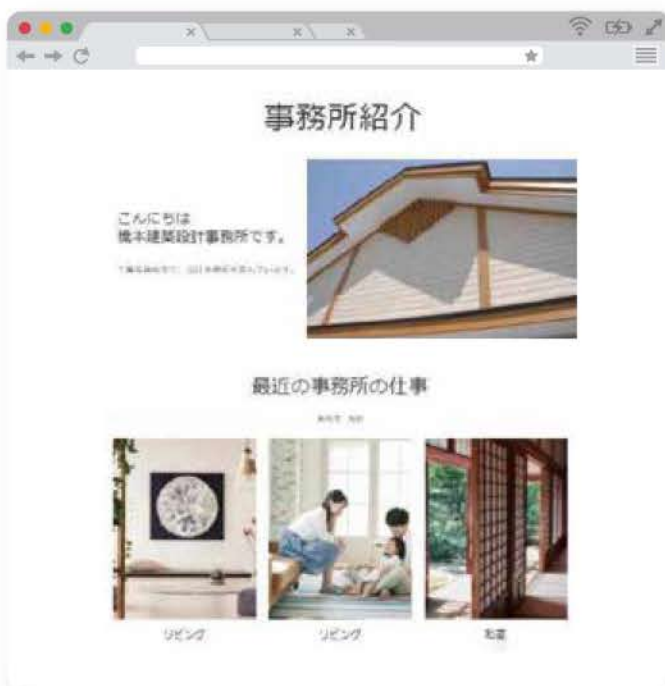 事務所紹介
こんにちは
橋本建築設計事務所です。
最近の事務所の仕事
リビング
リビング
和室